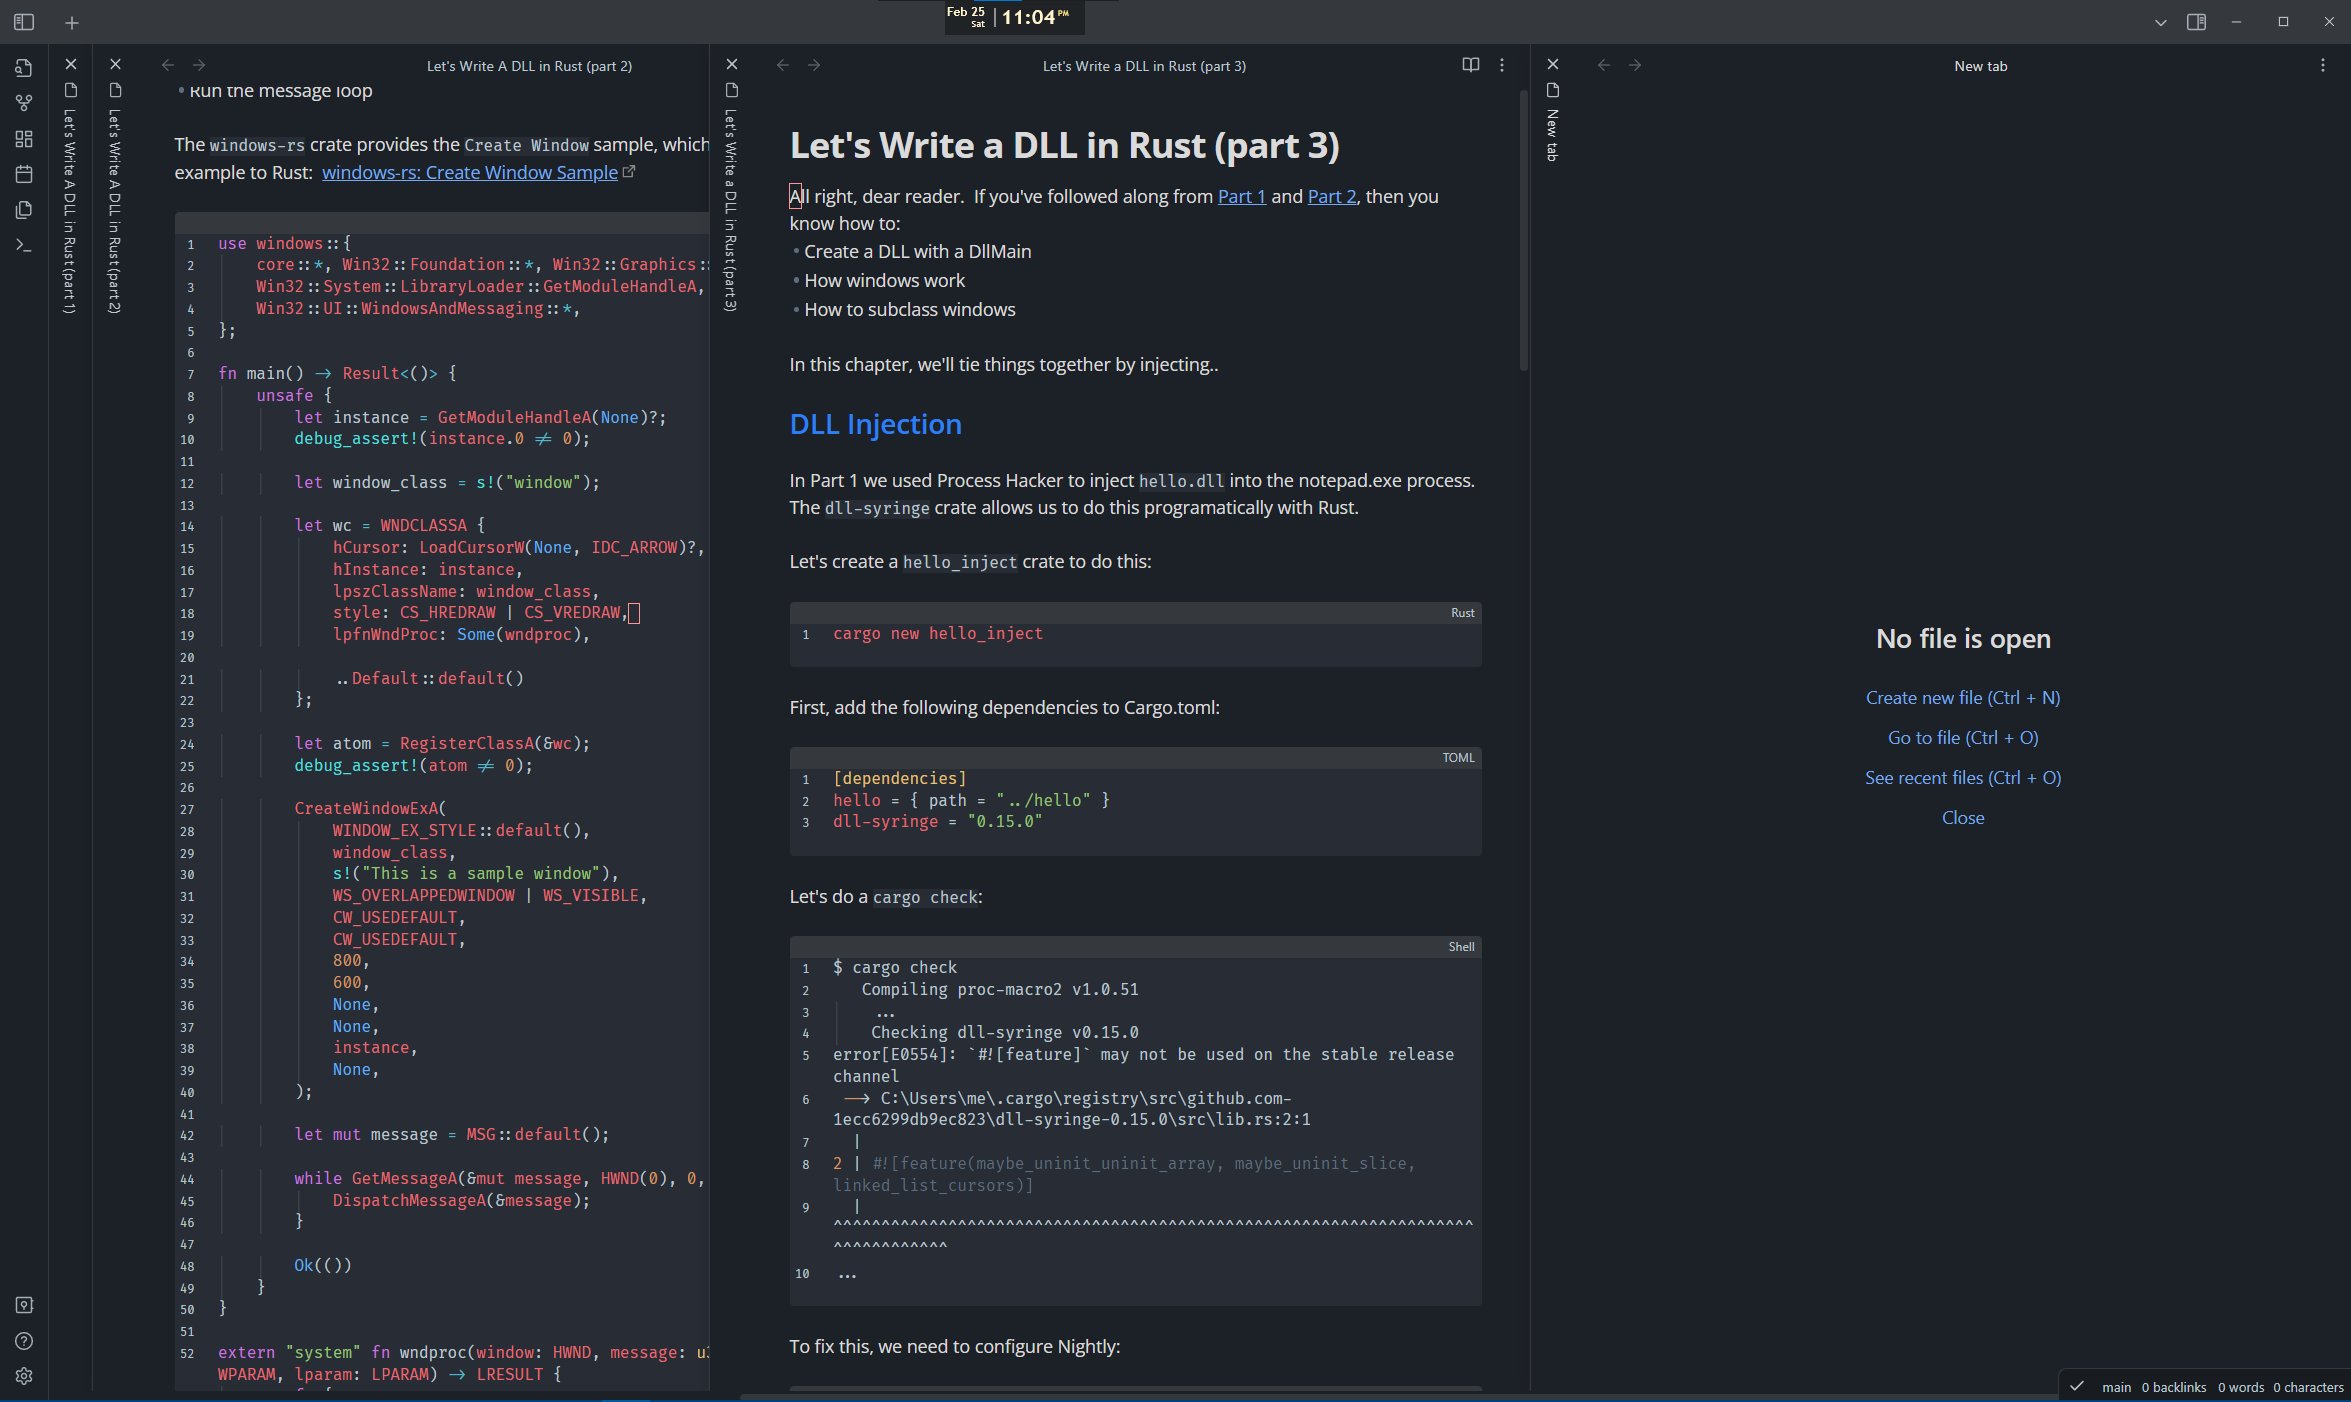 Feb 25
Sat
11:04 PM
Let's Write A DLL in Rust (part 1)
Let's Write A DLL in Rust (part 2)
Let's Write A DLL in Rust (part 2)
Run the message loop
The windows-rs crate provides the Create Window sample, which
example to Rust: windows-rs: Create Window Sample
1 use windows::{
2 core::*, Win32::Foundation::*, Win32::Graphics::
3 Win32::System::LibraryLoader::GetModuleHandleA,
4 Win32::UI::WindowsAndMessaging::*,
5 };
6
7 fn main() -> Result<()> {
8 unsafe {
9 let instance = GetModuleHandleA(None)?;
10 debug_assert!(instance.0 != 0);
11
12 let window_class = s!("window");
13
14 let wc = WNDCLASSA {
15 hCursor: LoadCursorW(None, IDC_ARROW)?,
16 hInstance: instance,
17 lpszClassName: window_class,
18 style: CS_HREDRAW | CS_VREDRAW,
19 lpfnWndProc: Some(wndproc),
20
21 ..Default::default()
22 };
23
24 let atom = RegisterClassA(&wc);
25 debug_assert!(atom != 0);
26
27 CreateWindowExA(
28 WINDOW_EX_STYLE::default(),
29 window_class,
30 s!("This is a sample window"),
31 WS_OVERLAPPEDWINDOW | WS_VISIBLE,
32 CW_USEDEFAULT,
33 CW_USEDEFAULT,
34 800,
35 600,
36 None,
37 None,
38 instance,
39 None,
40 );
41
42 let mut message = MSG::default();
43
44 while GetMessageA(&mut message, HWND(0), 0,
45 DispatchMessageA(&message);
46 }
47
48 Ok(())
49 }
50 }
51
52 extern "system" fn wndproc(window: HWND, message: u3
WPARAM, lparam: LPARAM) -> LRESULT {
Let's Write a DLL in Rust (part 3)
Let's Write a DLL in Rust (part 3)
Let's Write a DLL in Rust (part 3)
All right, dear reader. If you've followed along from Part 1 and Part 2, then you
know how to:
Create a DLL with a DllMain
How windows work
How to subclass windows
In this chapter, we'll tie things together by injecting..
DLL Injection
In Part 1 we used Process Hacker to inject hello.dll into the notepad.exe process.
The dll-syringe crate allows us to do this programatically with Rust.
Let's create a hello_inject crate to do this:
Rust
1 cargo new hello_inject
First, add the following dependencies to Cargo.toml:
TOML
1 [dependencies]
2 hello = { path = "../hello" }
3 dll-syringe = "0.15.0"
Let's do a cargo check:
Shell
1 $ cargo check
2 Compiling proc-macro2 v1.0.51
3 ...
4 Checking dll-syringe v0.15.0
5 error[E0554]: `#![feature]` may not be used on the stable release
channel
6 --> C:\Users\me\.cargo\registry\src\github.com-
1ecc6299db9ec823\dll-syringe-0.15.0\src\lib.rs:2:1
7 |
8 2 | #![feature(maybe_uninit_uninit_array, maybe_uninit_slice,
linked_list_cursors)]
9 |
^^^^^^^^^^^^^^^^^^^^^^^^^^^^^^^^^^^^^^^^^^^^^^^^^^^^^^^^^^^^^^^^^^^
^^^^^^^^^^^^
10 ...
To fix this, we need to configure Nightly:
New tab
New tab
No file is open
Create new file (Ctrl + N)
Go to file (Ctrl + O)
See recent files (Ctrl + O)
Close
main 0 backlinks 0 words 0 characters